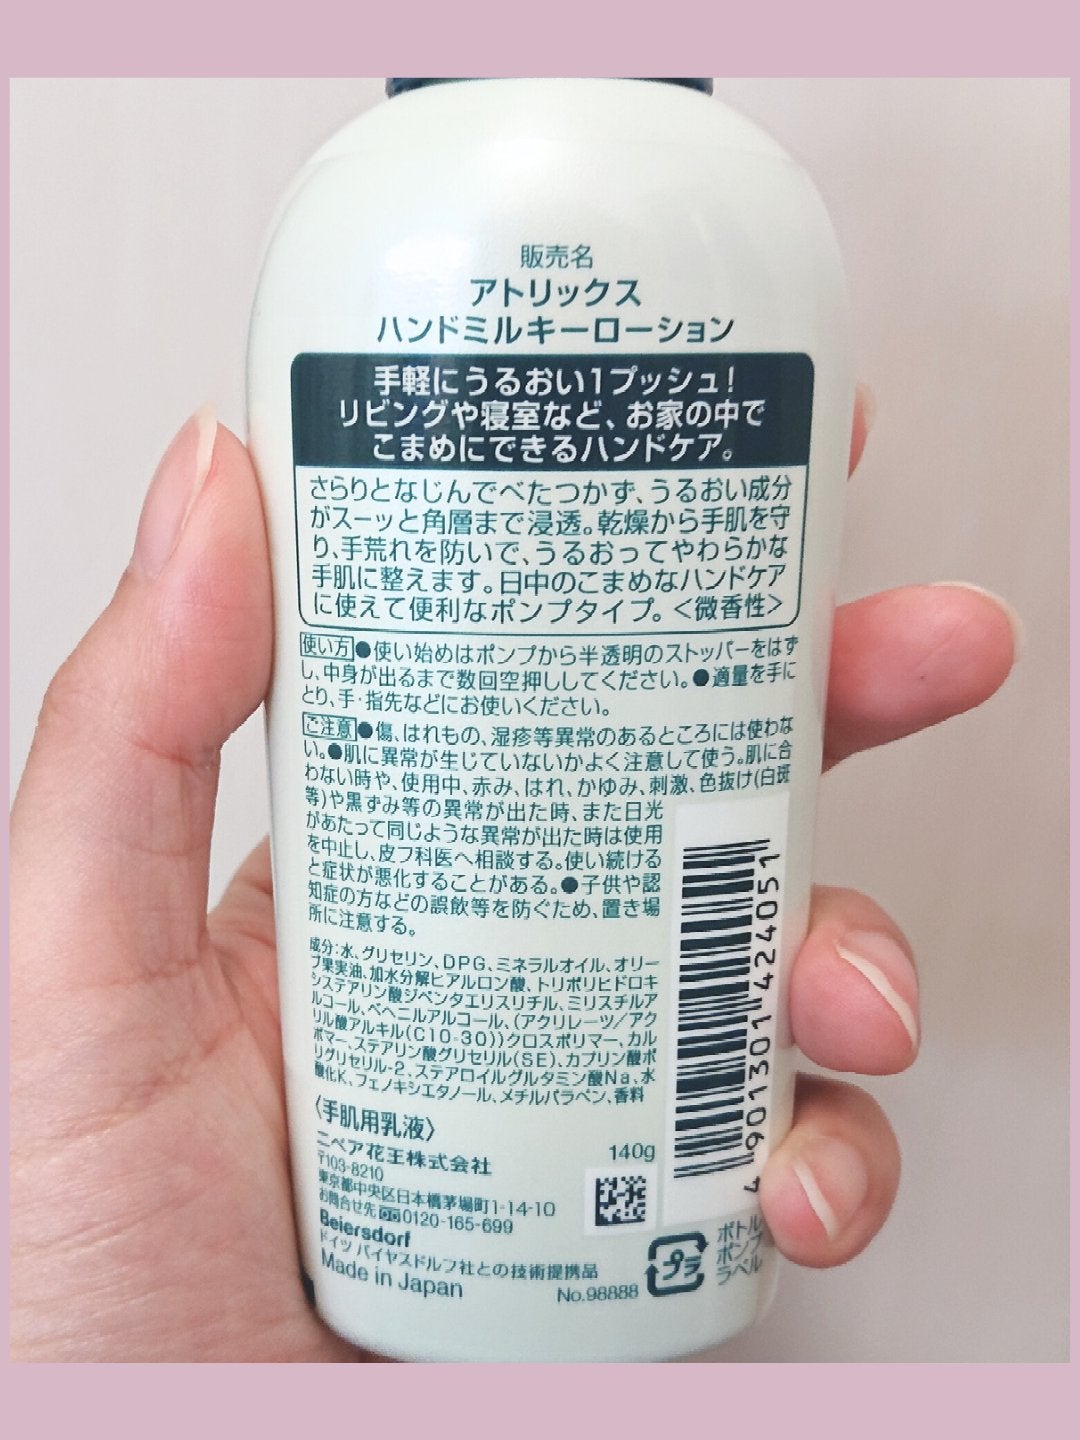 販売名
アトリックス
ハンドミルキーローション
手軽にうるおい1プッシュ!
リビングや寝室など、お家の中で
こまめにできるハンドケア。
さらりとなじんでべたつかず、うるおい成分
がスーッと角層まで浸透。乾燥から手肌を守
り、手荒れを防いで、うるおってやわらかな
手肌に整えます。日中のこまめなハンドケア
に使えて便利なポンプタイプ。<微香性>
使い方●使い始めはポンプから半透明のストッパーをはず
し、中身が出るまで数回空押ししてください。●適量を手に
とり、手・指先などにお使いください。
ご注意●傷、はれもの、湿疹等異常のあるところには使わな
い。●肌に異常が生じていないかよく注意して使う。肌に合
わない時や、使用中、赤み、はれ、かゆみ、刺激、色抜け(白斑
等)や黒ずみ等の異常が出た時、また日光
があたって同じような異常が出た時は使用
を中止し、皮フ科医へ相談する。使い続ける
と症状が悪化することがある。●子供や認
知症の方などの誤飲等を防ぐため、置き場
所に注意する。
成分:水、グリセリン、DPG、ミネラルオイル、オリー
ブ果実油、加水分解ヒアルロン酸、トリポリヒドロキ
システアリン酸ジペンタエリスリチル、ミリスチルア
ルコール、ベヘニルアルコール、(アクリレーツ/アク
リル酸アルキル(C10-30))クロスポリマー、カル
ボマー、ステアリン酸グリセリル(SE)、カプリン酸ポ
リグリセリル-2、ステアロイルグルタミン酸Na、水
酸化K、フェノキシエタノール、メチルパラベン、香料
〈手肌用乳液〉
140g
ニベア花王株式会社
〒103-8210
東京都中央区日本橋茅場町1-14-10
お問合せ先 0120-165-699
Beiersdorf
ドイツ バイヤスドルフ社との技術提携品
Made in Japan
No.98888
4901301424051
プラ
ボトル
ポンプ
ラベル